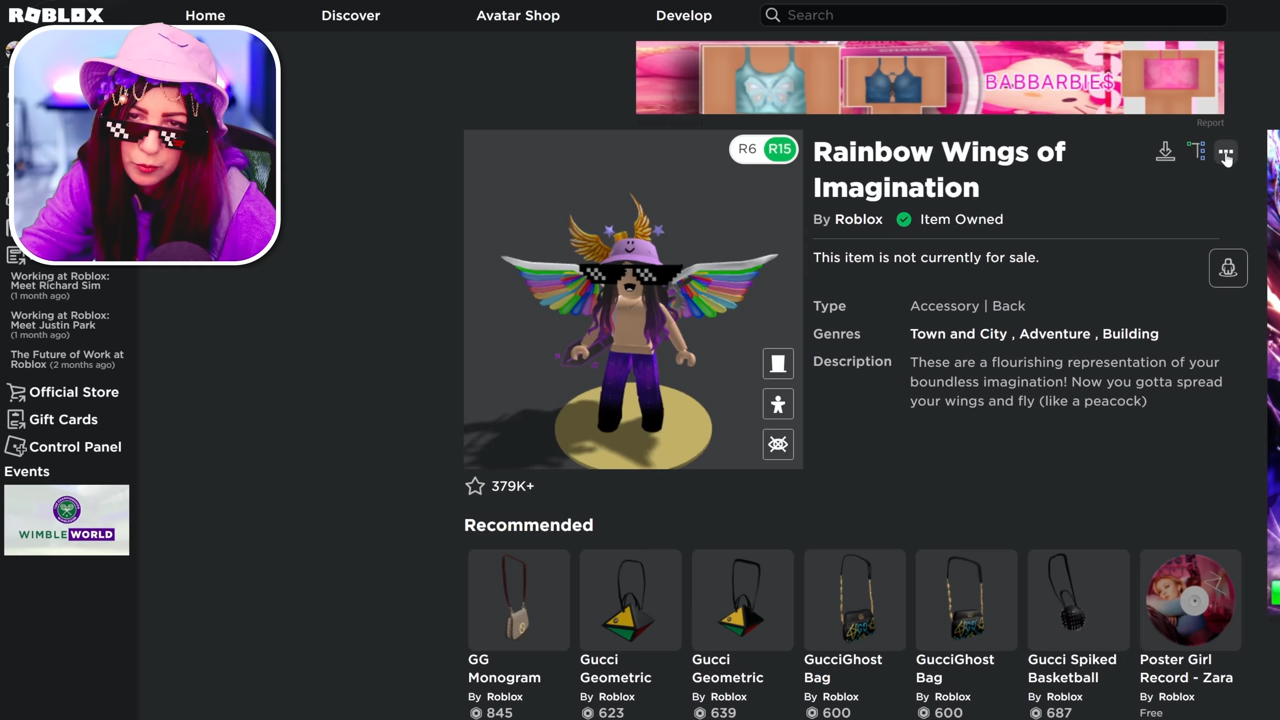 ROBLOX
Home
Discover
Avatar Shop
Develop
Search
BABBARBIE$
Report
R6
R15
Rainbow Wings of
Imagination
By Roblox
Item Owned
This item is not currently for sale.
Type
Accessory | Back
Genres
Town and City , Adventure , Building
Description
These are a flourishing representation of your
boundless imagination! Now you gotta spread
your wings and fly (like a peacock)
Working at Roblox:
Meet Richard Sim
(1 month ago)
Working at Roblox:
Meet Justin Park
(1 month ago)
The Future of Work at
Roblox (2 months ago)
Official Store
Gift Cards
Control Panel
Events
WIMBLEWORLD
379K+
Recommended
GG
Monogram
By Roblox
845
Gucci
Geometric
By Roblox
623
Gucci
Geometric
By Roblox
639
GucciGhost
Bag
By Roblox
600
GucciGhost
Bag
By Roblox
600
Gucci Spiked
Basketball
By Roblox
687
Poster Girl
Record - Zara
By Roblox
Free